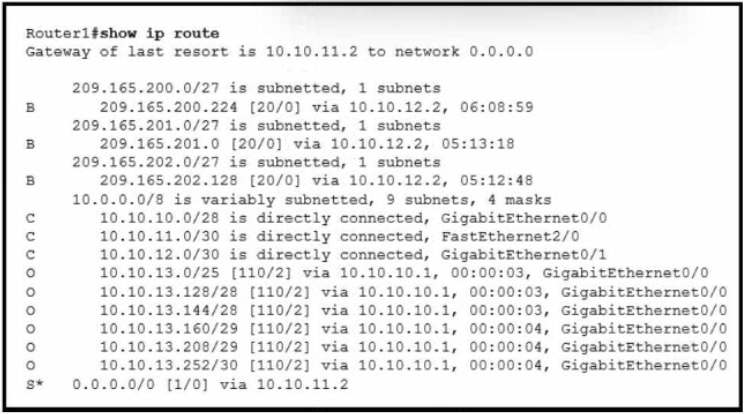 Router1#show ip route
Gateway of last resort is 10.10.11.2 to network 0.0.0.0
209.165.200.0/27 is subnetted, 1 subnets
B 209.165.200.224 [20/0] via 10.10.12.2, 06:08:59
209.165.201.0/27 is subnetted, 1 subnets
B 209.165.201.0 [20/0] via 10.10.12.2, 05:13:18
209.165.202.0/27 is subnetted, 1 subnets
B 209.165.202.128 [20/0] via 10.10.12.2, 05:12:48
10.0.0.0/8 is variably subnetted, 9 subnets, 4 masks
C 10.10.10.0/28 is directly connected, GigabitEthernet0/0
C 10.10.11.0/30 is directly connected, FastEthernet2/0
C 10.10.12.0/30 is directly connected, GigabitEthernet0/1
O 10.10.13.0/25 [110/2] via 10.10.10.1, 00:00:03, GigabitEthernet0/0
O 10.10.13.128/28 [110/2] via 10.10.10.1, 00:00:03, GigabitEthernet0/0
O 10.10.13.144/28 [110/2] via 10.10.10.1, 00:00:03, GigabitEthernet0/0
O 10.10.13.160/29 [110/2] via 10.10.10.1, 00:00:04, GigabitEthernet0/0
O 10.10.13.208/29 [110/2] via 10.10.10.1, 00:00:04, GigabitEthernet0/0
O 10.10.13.252/30 [110/2] via 10.10.10.1, 00:00:04, GigabitEthernet0/0
S* 0.0.0.0/0 [1/0] via 10.10.11.2